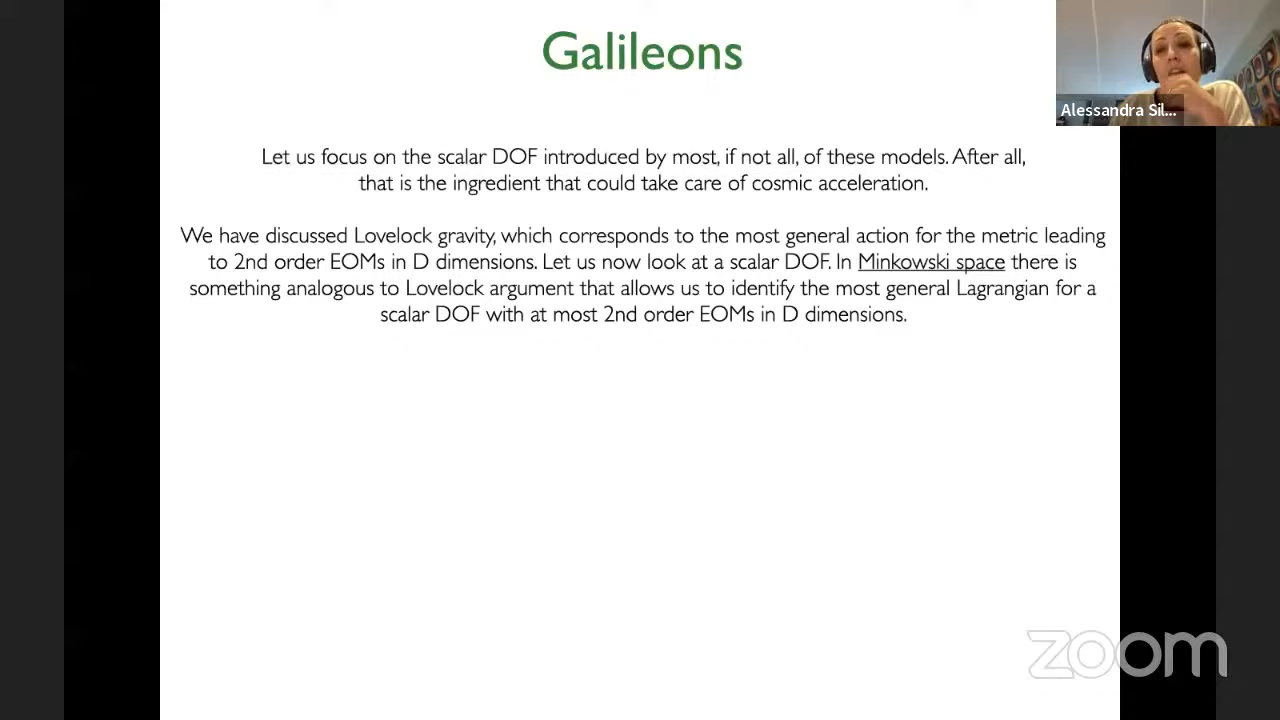 Galileons
Alessandra Sil...
Let us focus on the scalar DOF introduced by most, if not all, of these models. After all,
that is the ingredient that could take care of cosmic acceleration.
We have discussed Lovelock gravity, which corresponds to the most general action for the metric leading
to 2nd order EOMs in D dimensions. Let us now look at a scalar DOF. In Minkowski space there is
something analogous to Lovelock argument that allows us to identify the most general Lagrangian for a
scalar DOF with at most 2nd order EOMs in D dimensions.
zoom